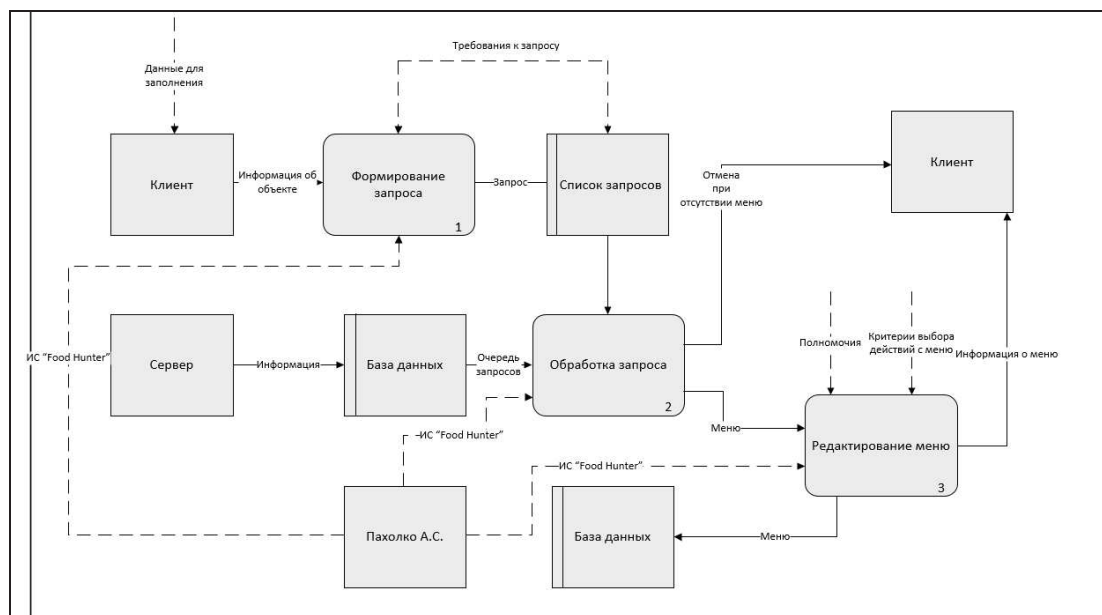 Требования к запросу
Данные для
заполнения
Клиент
Информация об
объекте
Формирование
запроса
1
Запрос
Список запросов
Отмена
при
отсутствии меню
Клиент
ИС “Food Hunter”
Сервер
Информация
База данных
Очередь
запросов
Обработка запроса
2
Полномочия
Критерии выбора
действий с меню
Информация о меню
ИС “Food Hunter”
Меню
Редактирование меню
3
ИС “Food Hunter”
Пахолко А.С.
База данных
Меню